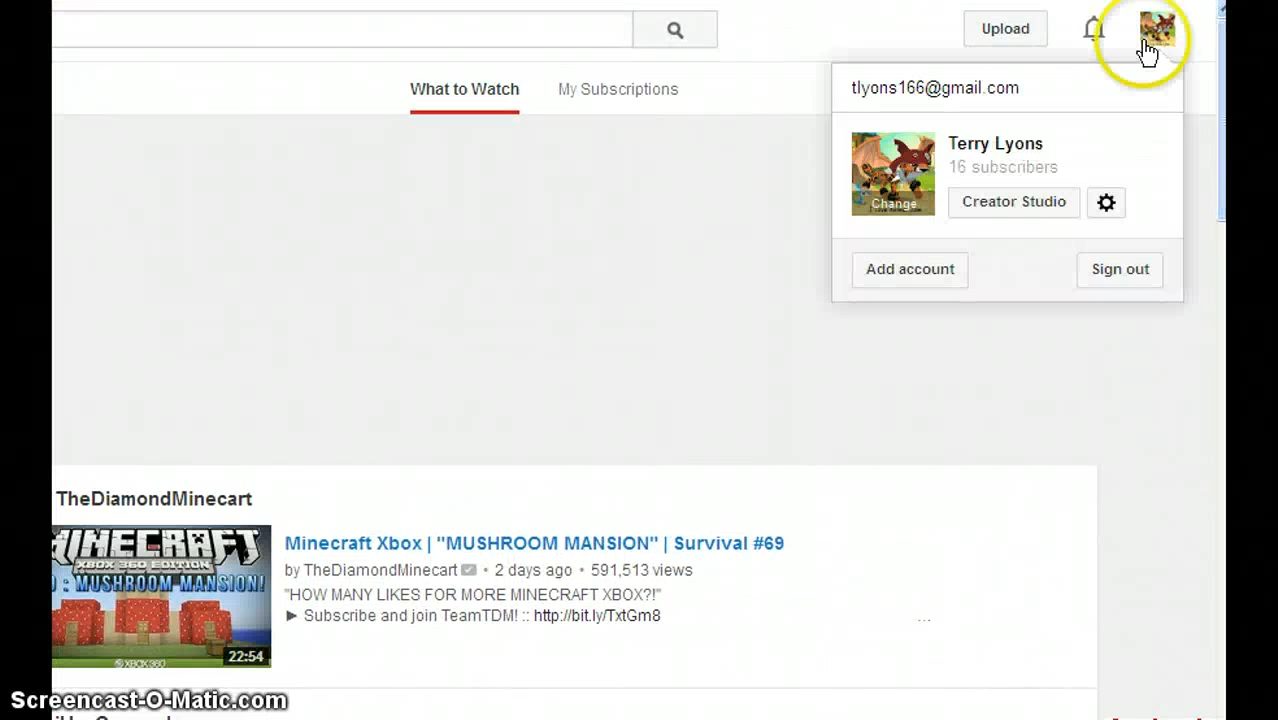 Upload
What to Watch
My Subscriptions
tlyons166@gmail.com
Terry Lyons
16 subscribers
Change
Creator Studio
Add account
Sign out
TheDiamondMinecart
MINECRAFT
XBOX 360 EDITION
: MUSHROOM MANSION!
XBOX 360
22:54
Minecraft Xbox | "MUSHROOM MANSION" | Survival #69
by TheDiamondMinecart • 2 days ago • 591,513 views
"HOW MANY LIKES FOR MORE MINECRAFT XBOX?!"
► Subscribe and join TeamTDM! :: http://bit.ly/TxtGm8
...
Screencast-O-Matic.com